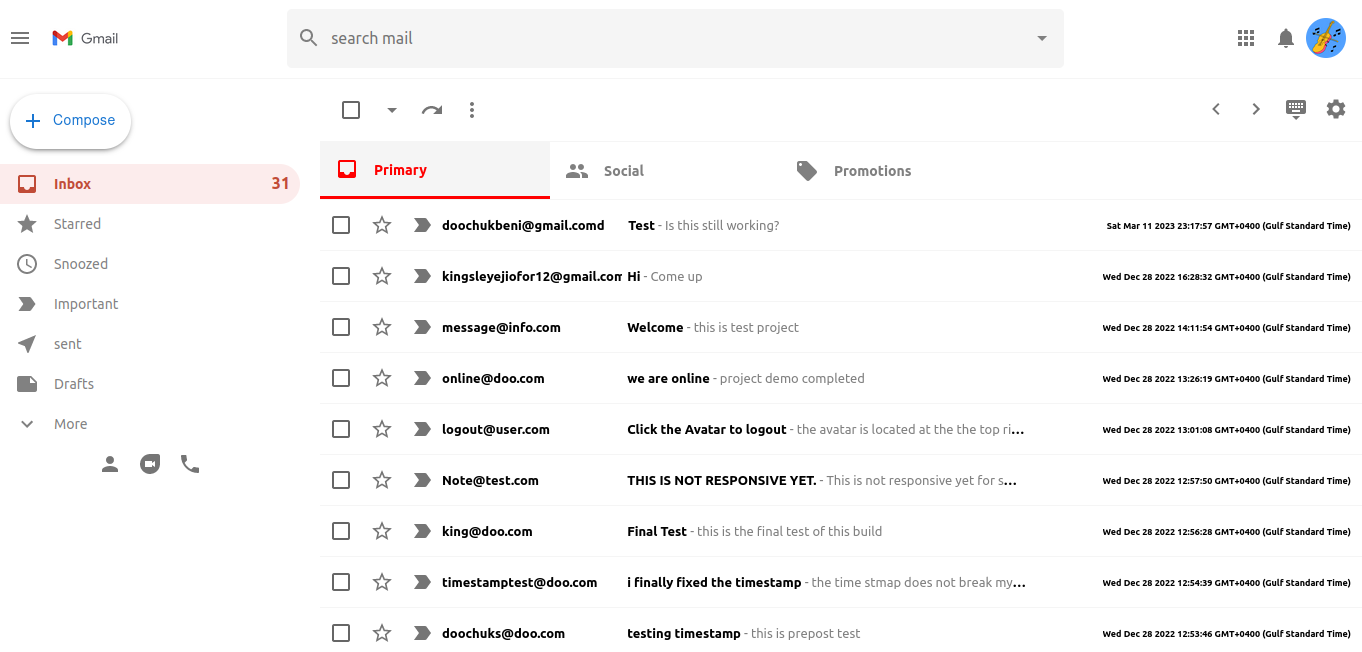 Gmail
search mail
Compose
Inbox 31
Starred
Snoozed
Important
sent
Drafts
More
Primary Social Promotions
doochukbeni@gmail.comd Test - Is this still working? Sat Mar 11 2023 23:17:57 GMT+0400 (Gulf Standard Time)
kingsleyejiofor12@gmail.com Hi - Come up Wed Dec 28 2022 16:28:32 GMT+0400 (Gulf Standard Time)
message@info.com Welcome - this is test project Wed Dec 28 2022 14:11:54 GMT+0400 (Gulf Standard Time)
online@doo.com we are online - project demo completed Wed Dec 28 2022 13:26:19 GMT+0400 (Gulf Standard Time)
logout@user.com Click the Avatar to logout - the avatar is located at the the top ri... Wed Dec 28 2022 13:01:08 GMT+0400 (Gulf Standard Time)
Note@test.com THIS IS NOT RESPONSIVE YET. - This is not responsive yet for s... Wed Dec 28 2022 12:57:50 GMT+0400 (Gulf Standard Time)
king@doo.com Final Test - this is the final test of this build Wed Dec 28 2022 12:56:28 GMT+0400 (Gulf Standard Time)
timestamptest@doo.com i finally fixed the timestamp - the time stmap does not break my... Wed Dec 28 2022 12:54:39 GMT+0400 (Gulf Standard Time)
doochuks@doo.com testing timestamp - this is prepost test Wed Dec 28 2022 12:53:46 GMT+0400 (Gulf Standard Time)